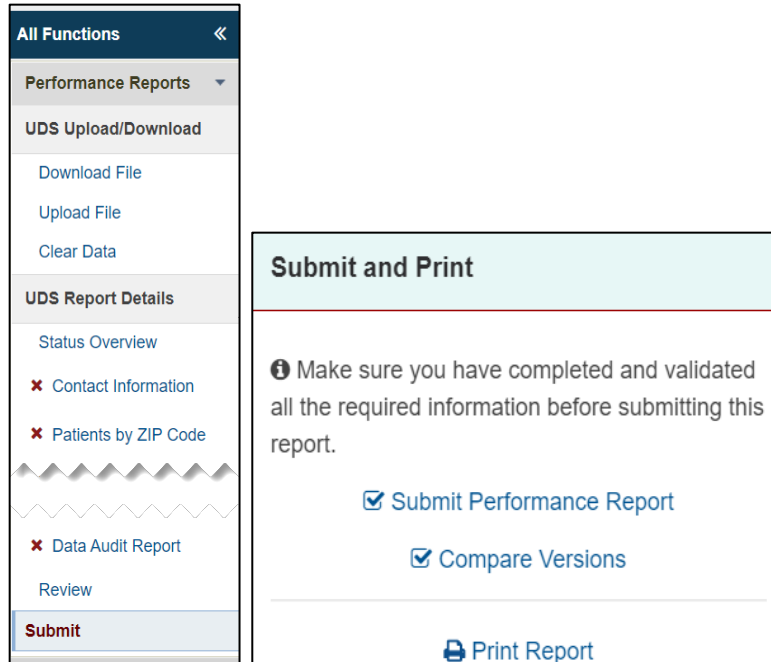 All Functions
Performance Reports
UDS Upload/Download
Download File
Upload File
Clear Data
UDS Report Details
Status Overview
Contact Information
Patients by ZIP Code
Data Audit Report
Review
Submit
Submit and Print
Make sure you have completed and validated
all the required information before submitting this
report.
Submit Performance Report
Compare Versions
Print Report